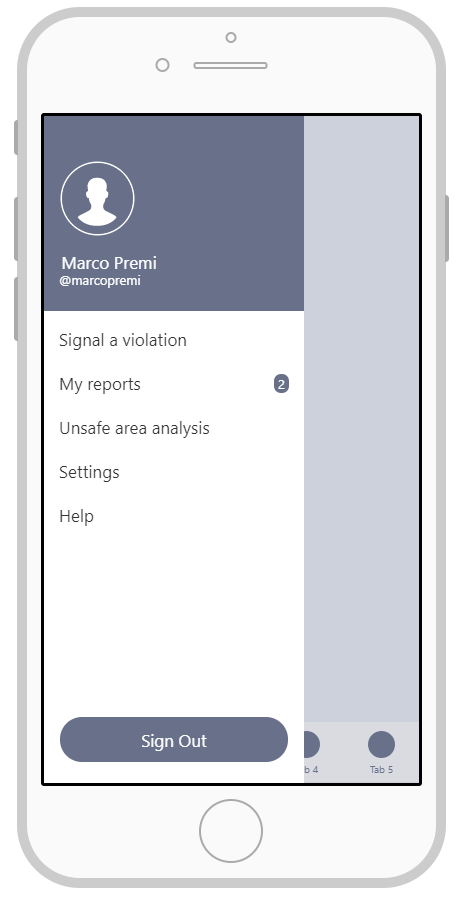 Marco Premi
@marcopremi
Signal a violation
My reports 2
Unsafe area analysis
Settings
Help
Sign Out
b 4 Tab 5